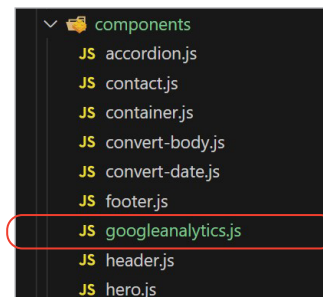 components
JS accordion.js
JS contact.js
JS container.js
JS convert-body.js
JS convert-date.js
JS footer.js
JS googleanalytics.js
JS header.js
JS hero.js